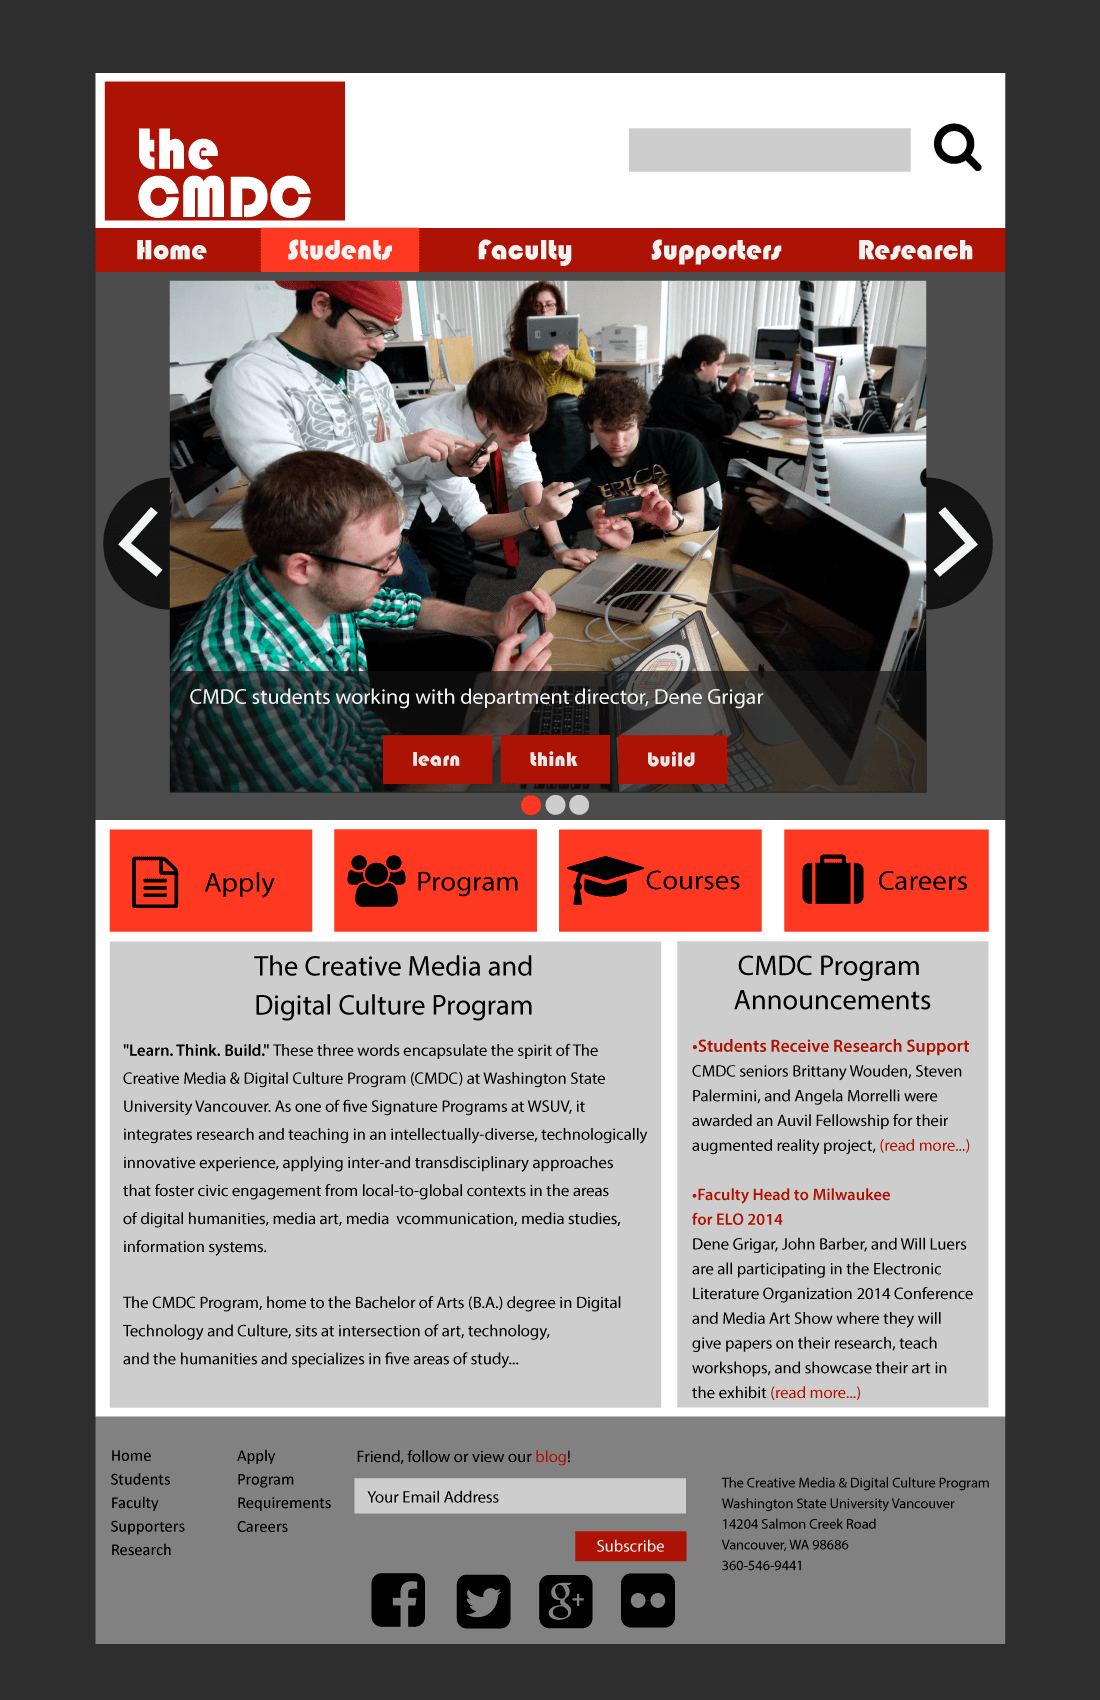 the
CMDC
Home Students Faculty Supporters Research
EPICA
CMDC students working with department director, Dene Grigar
learn think build
Apply Program Courses Careers
The Creative Media and
Digital Culture Program
"Learn. Think. Build." These three words encapsulate the spirit of The
Creative Media & Digital Culture Program (CMDC) at Washington State
University Vancouver. As one of five Signature Programs at WSUV, it
integrates research and teaching in an intellectually-diverse, technologically
innovative experience, applying inter-and transdisciplinary approaches
that foster civic engagement from local-to-global contexts in the areas
of digital humanities, media art, media vcommunication, media studies,
information systems.
The CMDC Program, home to the Bachelor of Arts (B.A.) degree in Digital
Technology and Culture, sits at intersection of art, technology,
and the humanities and specializes in five areas of study...
CMDC Program
Announcements
•Students Receive Research Support
CMDC seniors Brittany Wouden, Steven
Palermini, and Angela Morrelli were
awarded an Auvil Fellowship for their
augmented reality project, (read more...)
•Faculty Head to Milwaukee
for ELO 2014
Dene Grigar, John Barber, and Will Luers
are all participating in the Electronic
Literature Organization 2014 Conference
and Media Art Show where they will
give papers on their research, teach
workshops, and showcase their art in
the exhibit (read more...)
Home
Students
Faculty
Supporters
Research
Apply
Program
Requirements
Careers
Friend, follow or view our blog!
Your Email Address
Subscribe
The Creative Media & Digital Culture Program
Washington State University Vancouver
14204 Salmon Creek Road
Vancouver, WA 98686
360-546-9441